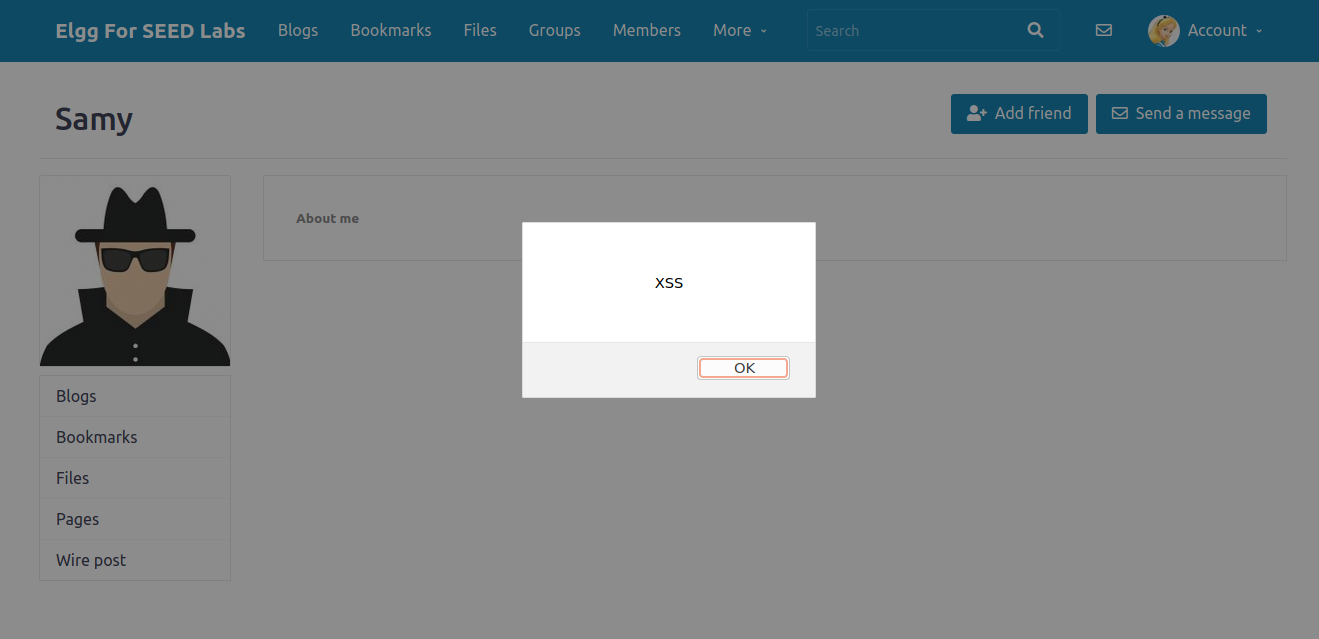 Elgg For SEED Labs Blogs Bookmarks Files Groups Members More Search Account
Samy
Add friend Send a message
About me
XSS
OK
Blogs
Bookmarks
Files
Pages
Wire post